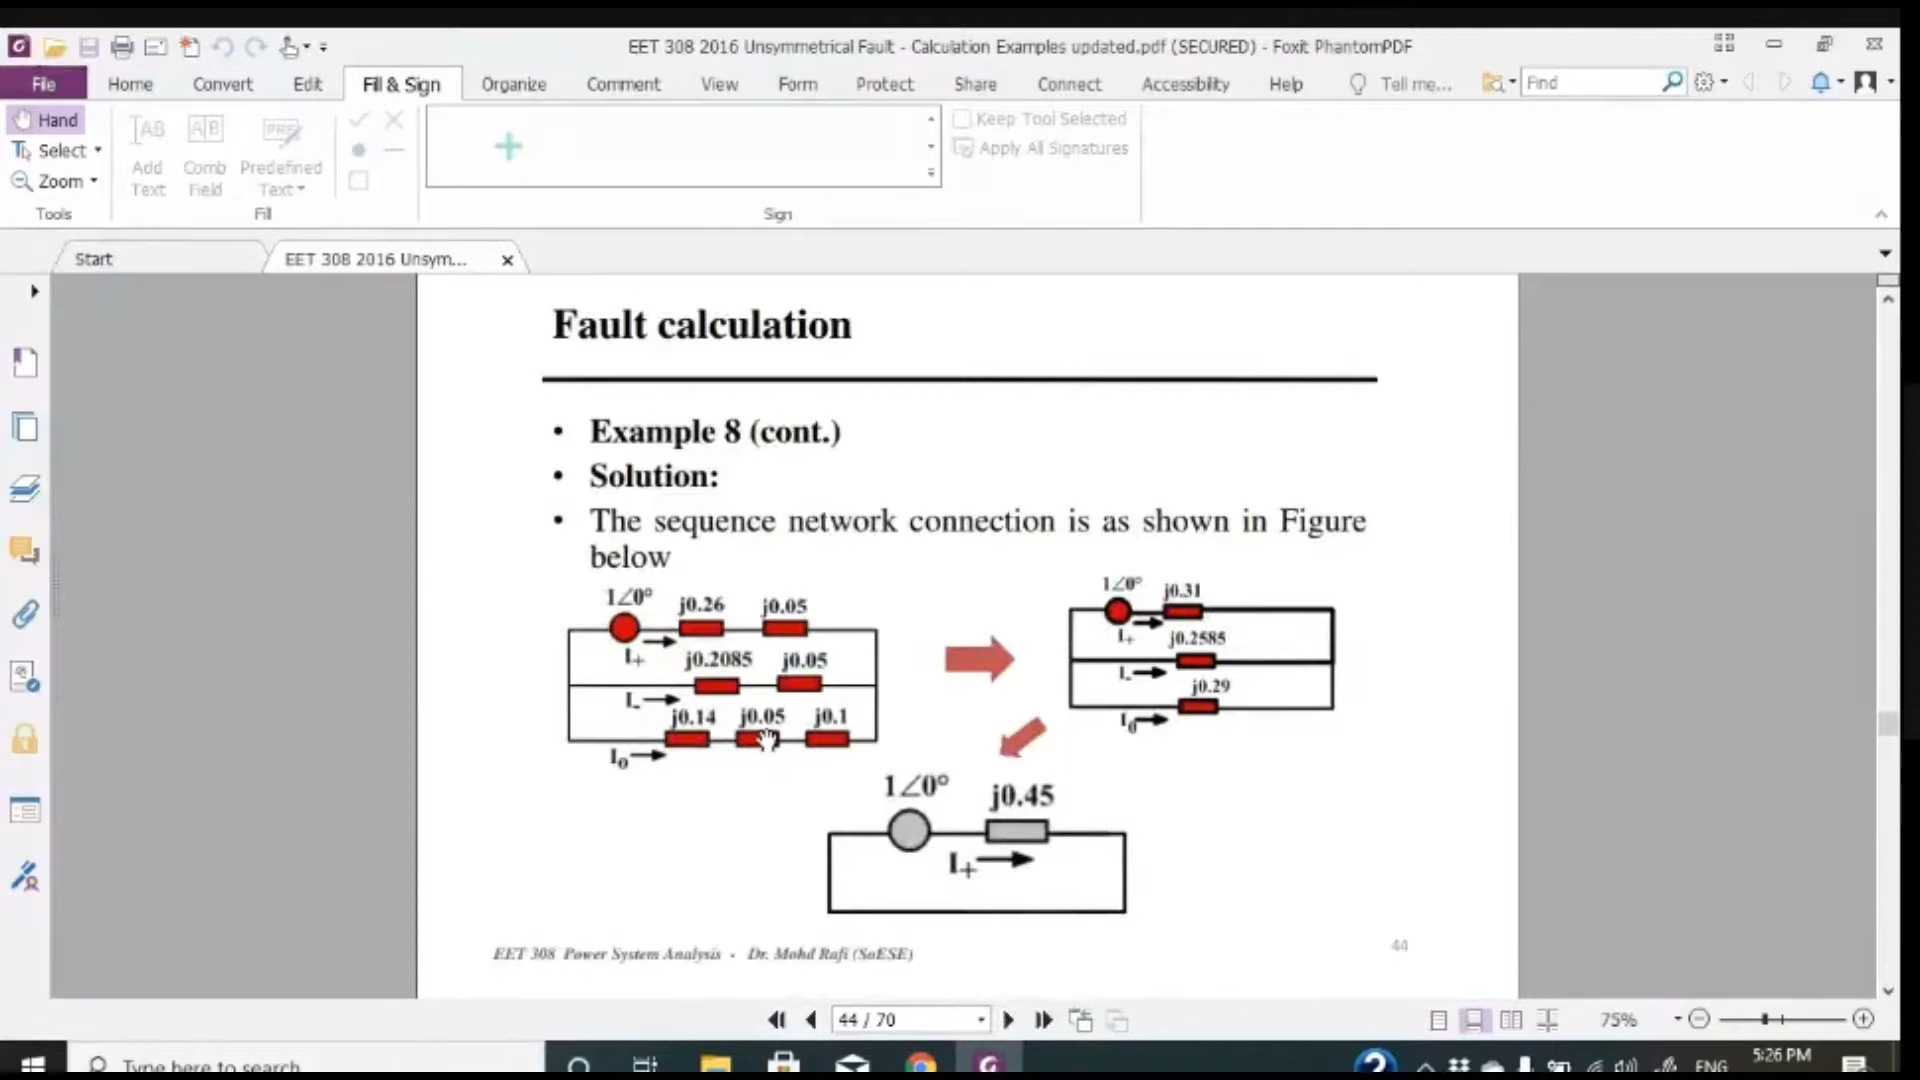 EET 308 2016 Unsymmetrical Fault - Calculation Examples updated.pdf (SECURED) - Foxit PhantomPDF
File Home Convert Edit Fill & Sign Organize Comment View Form Protect Share Connect Accessibility Help Tell me... Find
Hand
Select
Zoom
Tools
Add Text
Comb Field
Predefined Text
Fill
Sign
Keep Tool Selected
Apply All Signatures
Start
EET 308 2016 Unsym...
Fault calculation
• Example 8 (cont.)
• Solution:
• The sequence network connection is as shown in Figure
below
1∠0° j0.26 j0.05
I+
j0.2085 j0.05
I-
j0.14 j0.05 j0.1
I0
1∠0° j0.31
I+
j0.2585
I-
j0.29
I0
1∠0° j0.45
I+
EET 308 Power System Analysis - Dr. Mohd Rafi (SoESE)
44
44 / 70
75%
Type here to search
ENG
5:26 PM